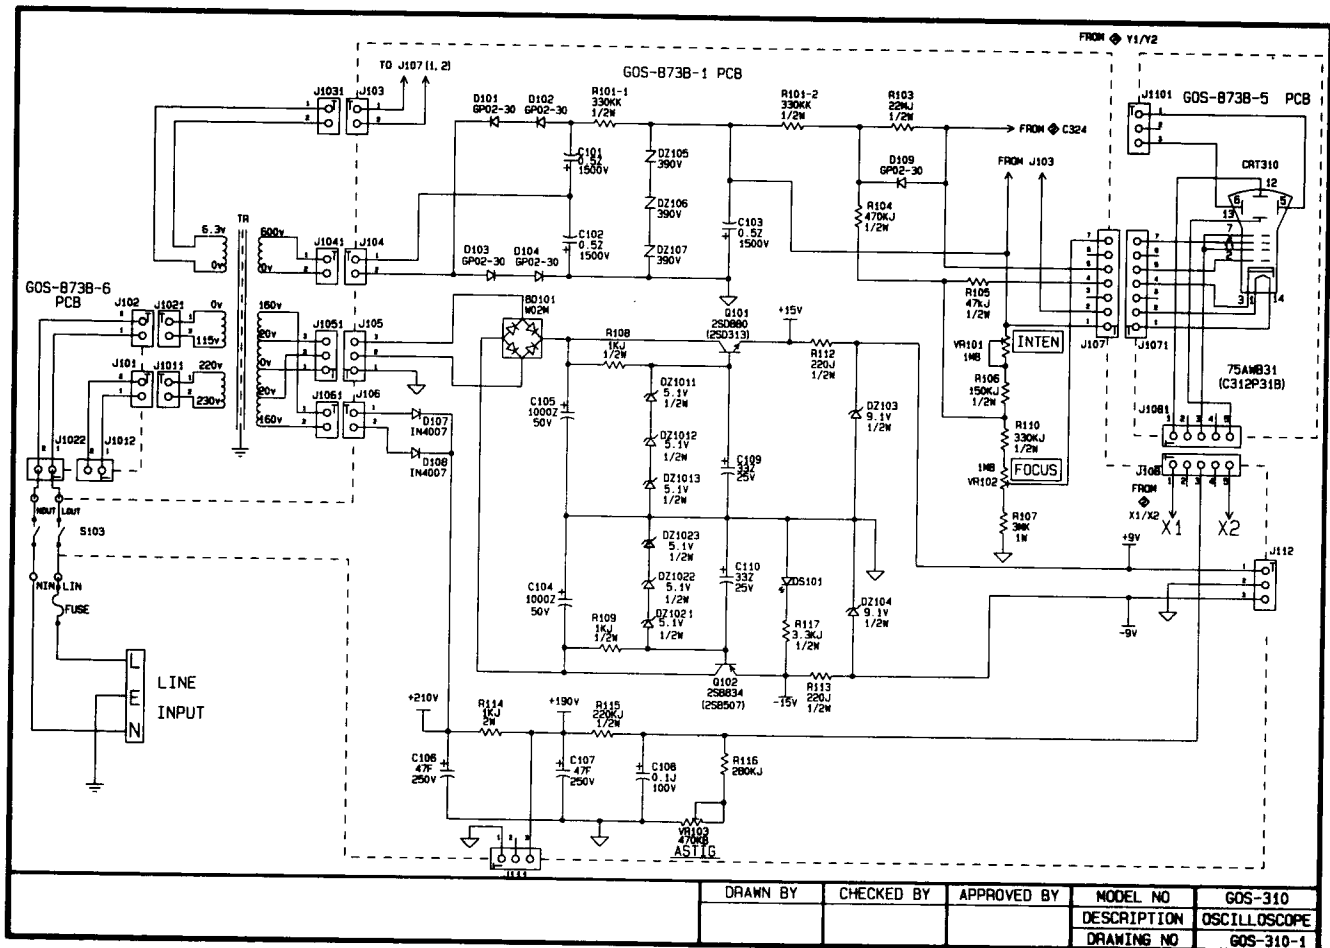 FROM 2 Y1/Y2
TO J107(1, 2)
GOS-873B-1 PCB
GOS-873B-5 PCB
J1031 J103
J1101
D101
GP02-30
D102
GP02-30
R101-1
330KK
1/2W
R101-2
330KK
1/2W
R103
22MJ
1/2W
FROM 2 C324
C101
0.5Z
1500V
DZ105
390V
D109
GP02-30
FROM J103
CRT310
12
6 5
13
7
DZ106
390V
R104
470KJ
1/2W
TR
6.3V
0V
600V
0V
J1041 J104
C102
0.5Z
1500V
C103
0.5Z
1500V
D103
GP02-30
D104
GP02-30
DZ107
390V
GOS-873B-6
PCB
J102 J1021
0V
115V
160V
20V
0V
20V
160V
J1051 J105
BD101
W02M
Q101
2SD880
(2SD313)
+15V
R105
47KJ
1/2W
3 1 14
J107 J1071
R108
1KJ
1/2W
R112
220J
1/2W
VR101
1MB
INTEN
J101 J1011
220V
230V
J1061 J106
DZ1011
5.1V
1/2W
R106
150KJ
1/2W
75AWB31
(C312P31B)
D107
IN4007
C105
1000Z
50V
DZ103
9.1V
1/2W
J1081
J1022 J1012
D108
IN4007
DZ1012
5.1V
1/2W
R110
330KJ
1/2W
C109
33Z
25V
1MB
VR102
FOCUS
J108
DZ1013
5.1V
1/2W
FROM
2
X1/X2
NOUT LOUT
S103
R107
3MK
1W
X1 X2
DZ1023
5.1V
1/2W
+9V
J112
NIN LIN
FUSE
C104
1000Z
50V
DZ1022
5.1V
1/2W
C110
33Z
25V
DS101
DZ104
9.1V
1/2W
R109
1KJ
1/2W
DZ1021
5.1V
1/2W
R117
3.3KJ
1/2W
-9V
L
E
N
LINE
INPUT
Q102
2SB834
(2SB507)
-15V
R113
220J
1/2W
+210V
R114
1KJ
2W
+190V
R115
220KJ
1/2W
C106
47F
250V
C107
47F
250V
C108
0.1J
100V
R116
280KJ
VR103
470KB
ASTIG
J111
DRAWN BY CHECKED BY APPROVED BY MODEL NO GOS-310
DESCRIPTION OSCILLOSCOPE
DRAWING NO GOS-310-1